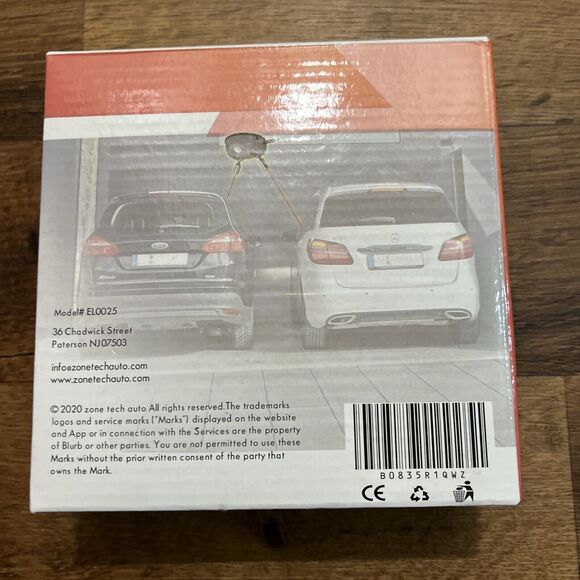 Model# EL0025
36 Chadwick Street
Paterson NJ07503
infoezonetechauto.com
www.zonetechauto.com
© 2020 zone tech auto All rights reserved.The trademarks
logos and service marks ("Marks") displayed on the website
and App or in connection with the Services are the property
of Blurb or other parties. You are not permitted to use these
Marks without the prior written consent of the party that
owns the Mark.
B0835R1QWZ
CE